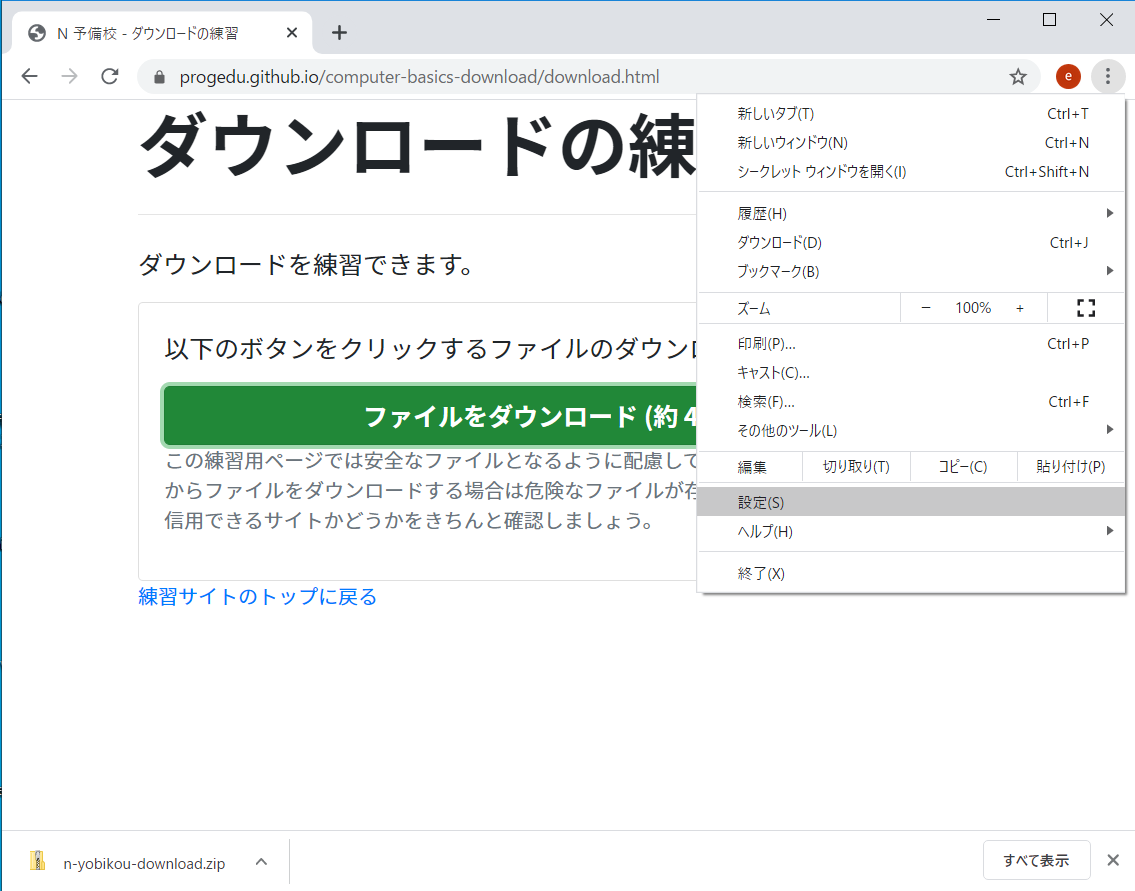 N 予備校 - ダウンロードの練習
progedu.github.io/computer-basics-download/download.html
e
ダウンロードの練
ダウンロードを練習できます。
以下のボタンをクリックするファイルのダウン
ファイルをダウンロード (約 4
この練習用ページでは安全なファイルとなるように配慮して
からファイルをダウンロードする場合は危険なファイルが存
信用できるサイトかどうかをきちんと確認しましょう。
練習サイトのトップに戻る
新しいタブ(T) Ctrl+T
新しいウィンドウ(N) Ctrl+N
シークレット ウィンドウを開く(I) Ctrl+Shift+N
履歴(H)
ダウンロード(D) Ctrl+J
ブックマーク(B)
ズーム − 100% +
印刷(P)... Ctrl+P
キャスト(C)...
検索(F)... Ctrl+F
その他のツール(L)
編集 切り取り(T) コピー(C) 貼り付け(P)
設定(S)
ヘルプ(H)
終了(X)
n-yobikou-download.zip
すべて表示